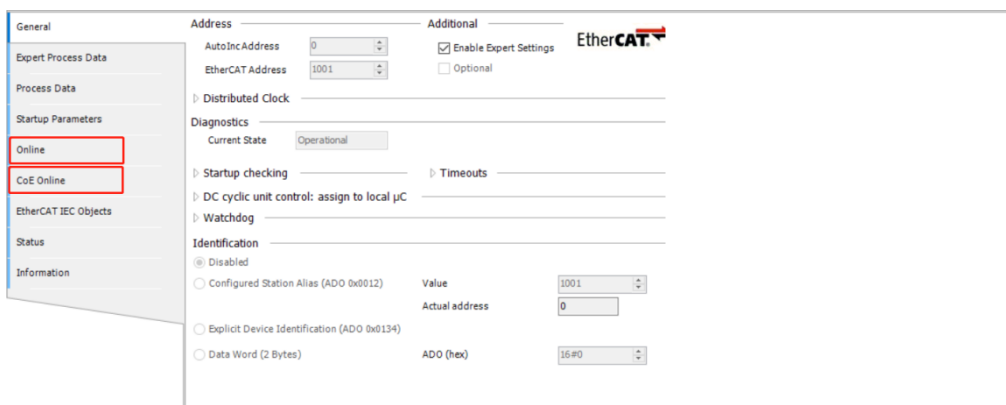 General
Expert Process Data
Process Data
Startup Parameters
Online
CoE Online
EtherCAT IEC Objects
Status
Information
Address
AutoInc Address 0
EtherCAT Address 1001
Additional
Enable Expert Settings
Optional
EtherCAT.
Distributed Clock
Diagnostics
Current State Operational
Startup checking
Timeouts
DC cyclic unit control: assign to local µC
Watchdog
Identification
Disabled
Configured Station Alias (ADO 0x0012) Value 1001
Actual address 0
Explicit Device Identification (ADO 0x0134)
Data Word (2 Bytes) ADO (hex) 16#0